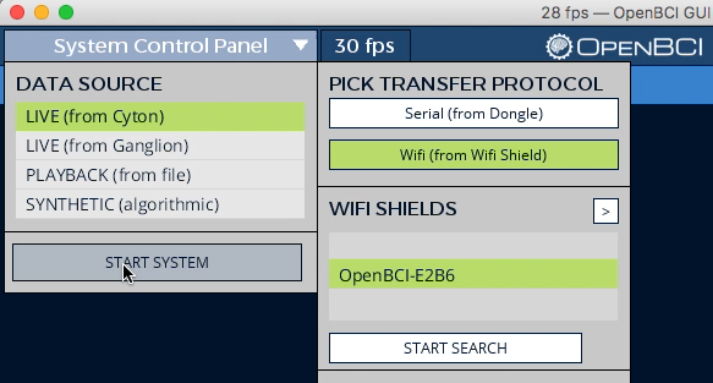 28 fps — OpenBCI GUI
System Control Panel
30 fps
OPENBCI
DATA SOURCE
LIVE (from Cyton)
LIVE (from Ganglion)
PLAYBACK (from file)
SYNTHETIC (algorithmic)
START SYSTEM
PICK TRANSFER PROTOCOL
Serial (from Dongle)
Wifi (from Wifi Shield)
WIFI SHIELDS
>
OpenBCI-E2B6
START SEARCH